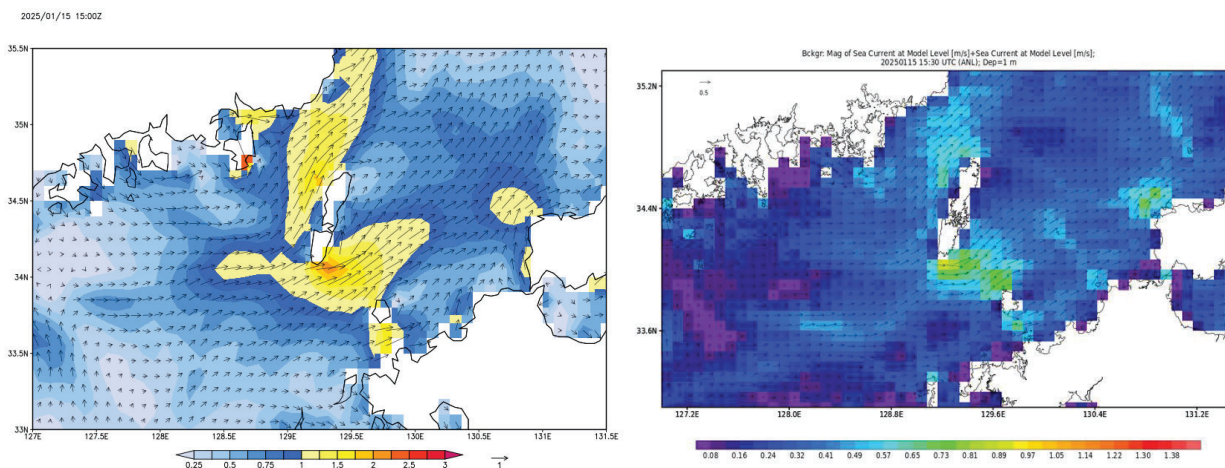 2025/01/15 15:00Z
35.5N
35N
34.5N
34N
33.5N
33N
127E 127.5E 128E 128.5E 129E 129.5E 130E 130.5E 131E 131.5E
0.25 0.5 0.75 1 1.5 2 2.5 3
1
Bckgr: Mag of Sea Current at Model Level [m/s]+Sea Current at Model Level [m/s];
20250115 15:30 UTC (ANL); Dep=1 m
0.5
35.2N
34.4N
33.6N
127.2E 128.0E 128.8E 129.6E 130.4E 131.2E
0.08 0.16 0.24 0.32 0.41 0.49 0.57 0.65 0.73 0.81 0.89 0.97 1.06 1.14 1.22 1.30 1.38